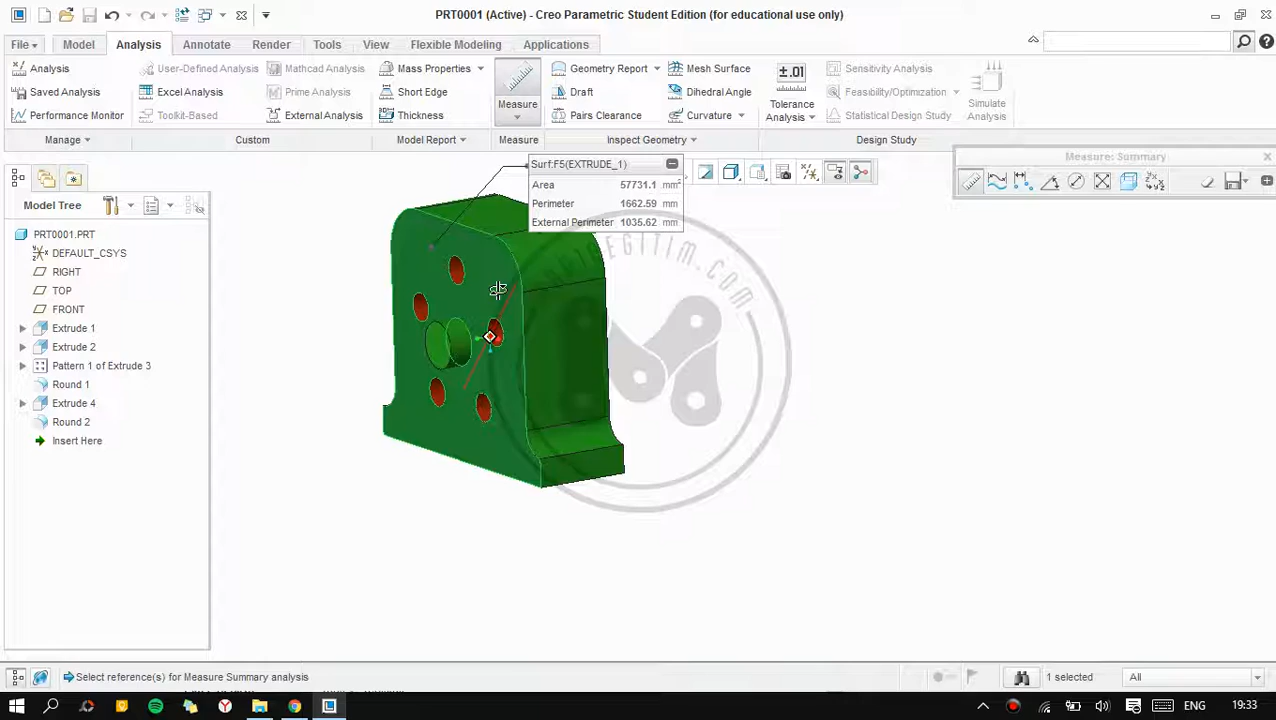 PRT0001 (Active) - Creo Parametric Student Edition (for educational use only)
File Model Analysis Annotate Render Tools View Flexible Modeling Applications
Analysis User-Defined Analysis Mathcad Analysis Mass Properties Geometry Report Mesh Surface Sensitivity Analysis
Saved Analysis Excel Analysis Prime Analysis Short Edge Draft Dihedral Angle Feasibility/Optimization
Performance Monitor Toolkit-Based External Analysis Thickness Pairs Clearance Curvature Statistical Design Study
Measure
±.01
Tolerance
Analysis
Simulate
Analysis
Manage Custom Model Report Measure Inspect Geometry Design Study
Surf:F5(EXTRUDE_1)
Area 57731.1 mm²
Perimeter 1662.59 mm
External Perimeter 1035.62 mm
Measure: Summary
Model Tree
PRT0001.PRT
DEFAULT_CSYS
RIGHT
TOP
FRONT
Extrude 1
Extrude 2
Pattern 1 of Extrude 3
Round 1
Extrude 4
Round 2
Insert Here
Select reference(s) for Measure Summary analysis
1 selected
All
ENG
19:33